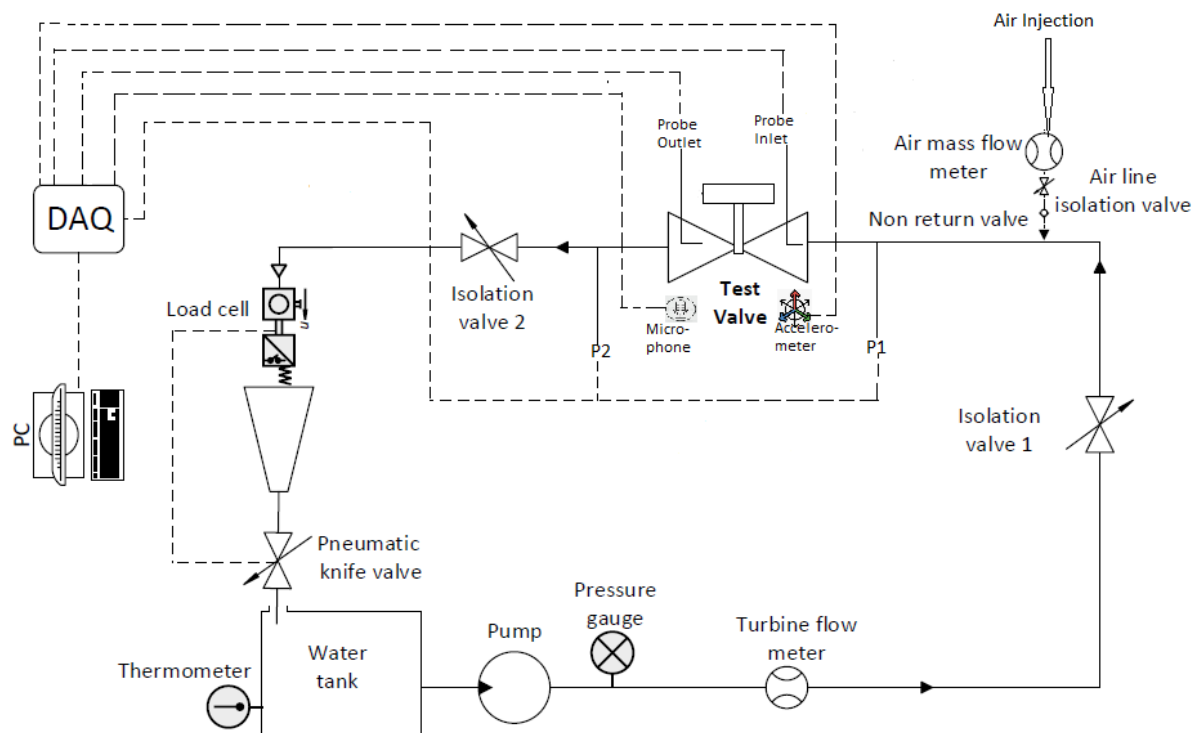 Air Injection
Probe
Outlet
Probe
Inlet
Air mass flow
meter
Air line
isolation valve
Non return valve
DAQ
Isolation
valve 2
Test
Valve
Load cell
Micro-
phone
Accelero-
meter
P2
P1
PC
Isolation
valve 1
Pneumatic
knife valve
Pressure
gauge
Pump
Turbine flow
meter
Water
tank
Thermometer